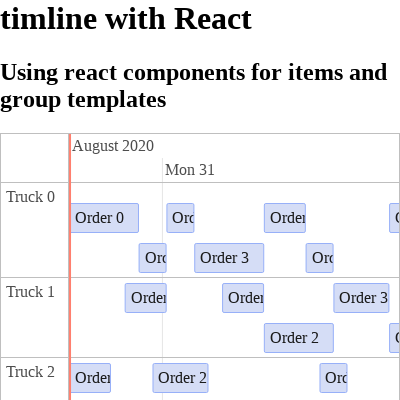 timline with React
Using react components for items and
group templates
August 2020
Mon 31
Truck 0
Order 0
Orc
Order
Orc
Order 3
Orc
Truck 1
Order
Order
Order 3
Order 2
Truck 2
Order
Order 2
Orc